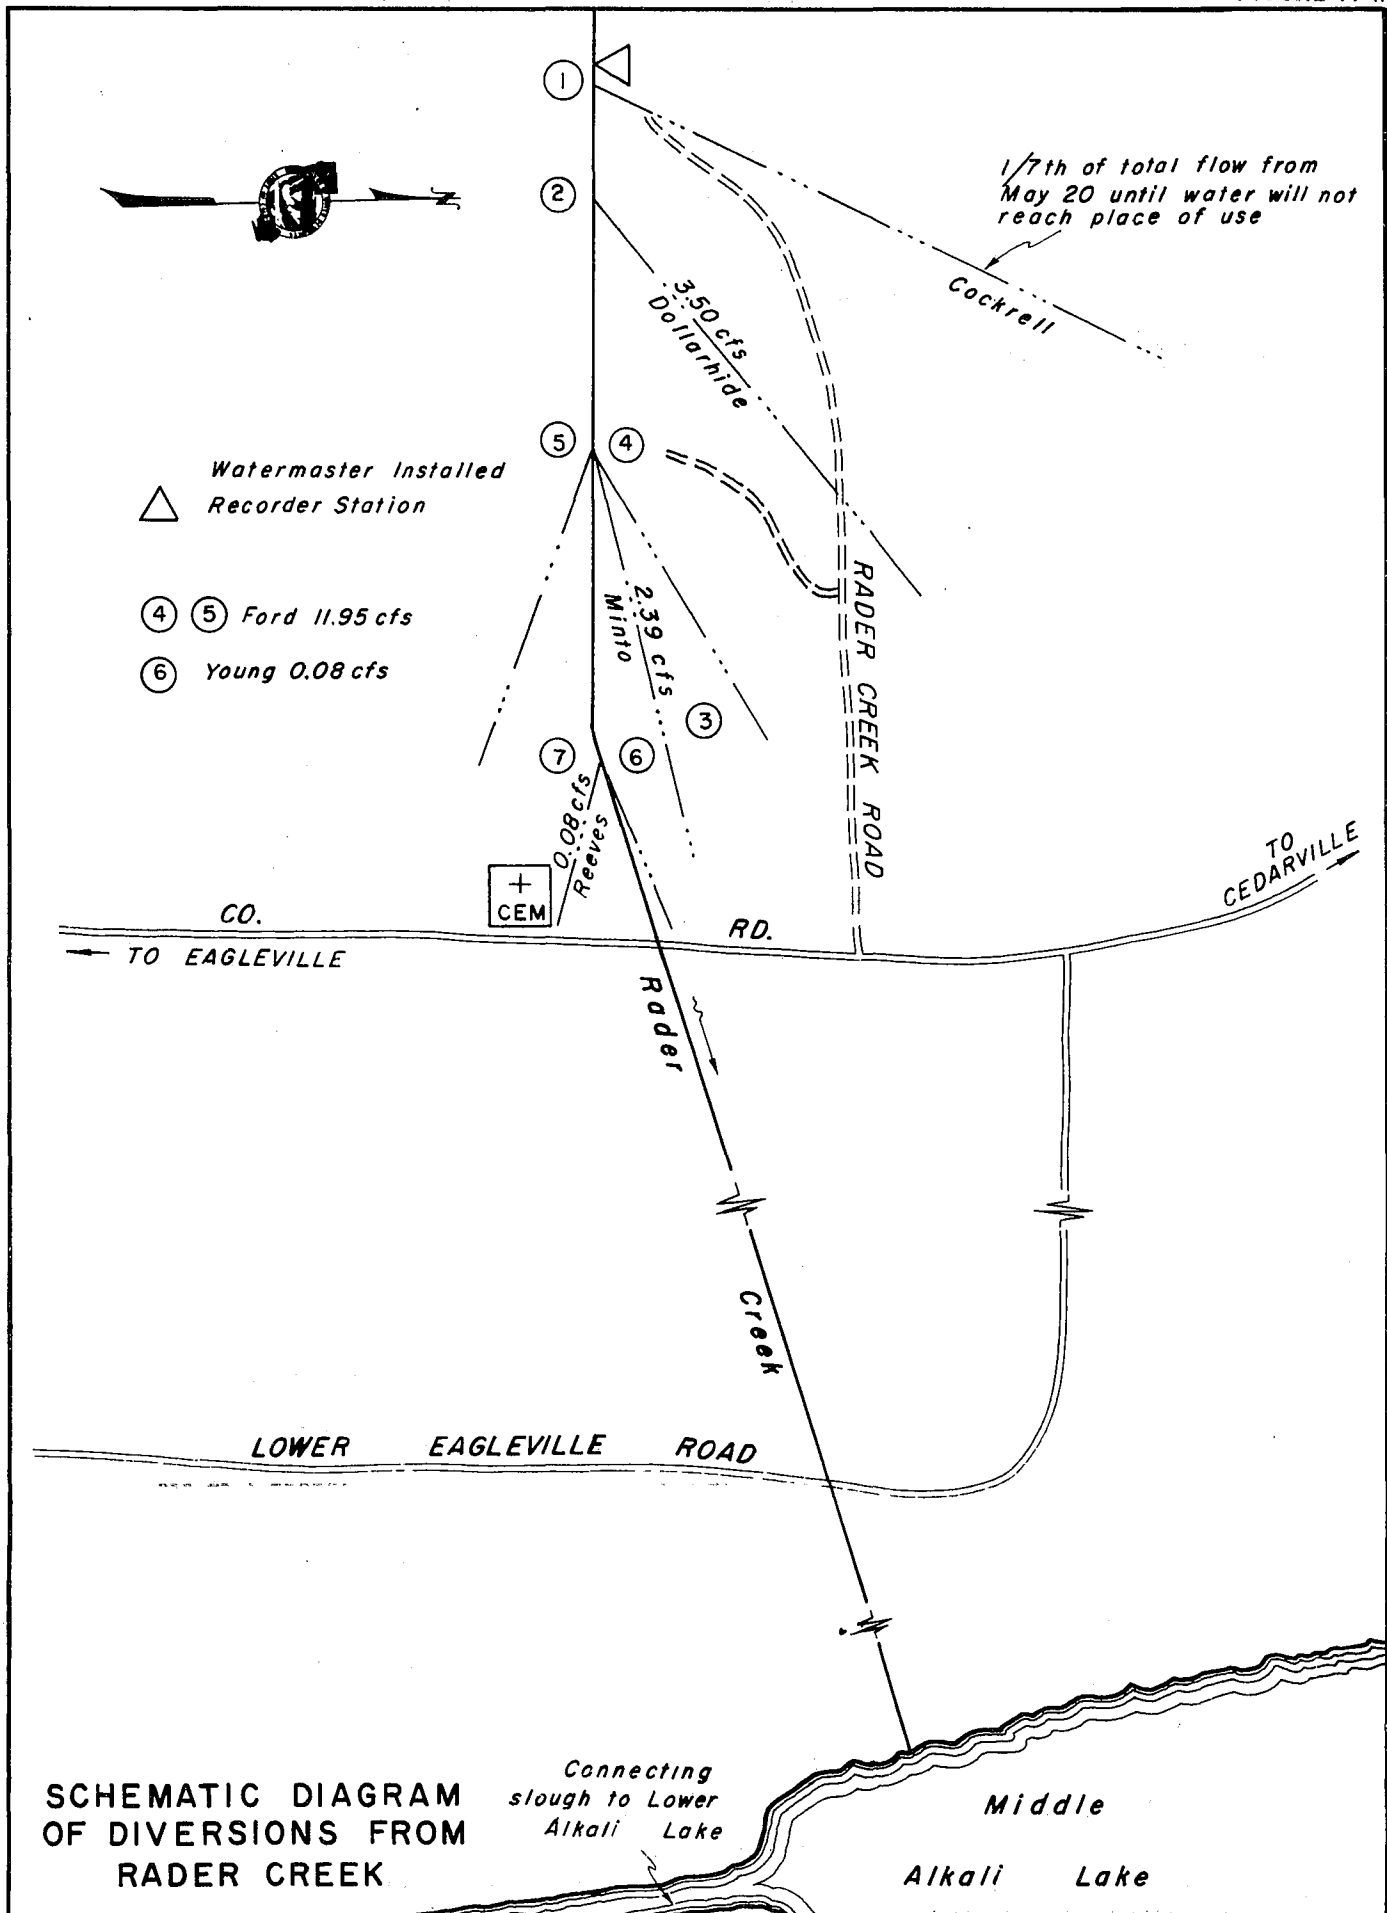 1
2
N
1/7th of total flow from
May 20 until water will not
reach place of use
Cockrell
3.50 cfs
Dollarhide
5
4
Watermaster Installed
Recorder Station
4 5 Ford 11.95 cfs
6 Young 0.08 cfs
2.39 cfs
Minto
3
RADER CREEK ROAD
7
6
0.08 cfs
Reeves
+
CEM
TO
CEDARVILLE
CO. RD.
TO EAGLEVILLE
Rader
Creek
LOWER EAGLEVILLE ROAD
Connecting
slough to Lower
Alkali Lake
Middle
Alkali Lake
SCHEMATIC DIAGRAM
OF DIVERSIONS FROM
RADER CREEK